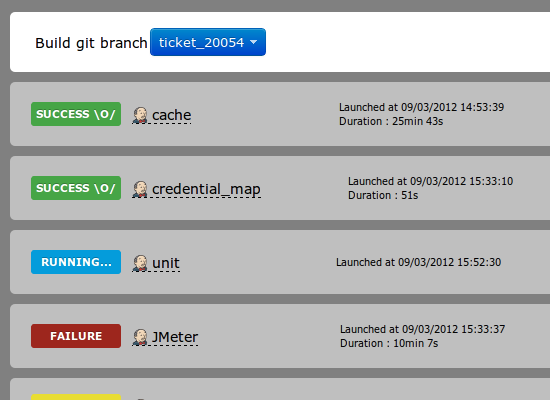 Build git branch ticket_20054
SUCCESS \O/ cache Launched at 09/03/2012 14:53:39
Duration : 25min 43s
SUCCESS \O/ credential_map Launched at 09/03/2012 15:33:10
Duration : 51s
RUNNING... unit Launched at 09/03/2012 15:52:30
FAILURE JMeter Launched at 09/03/2012 15:33:37
Duration : 10min 7s